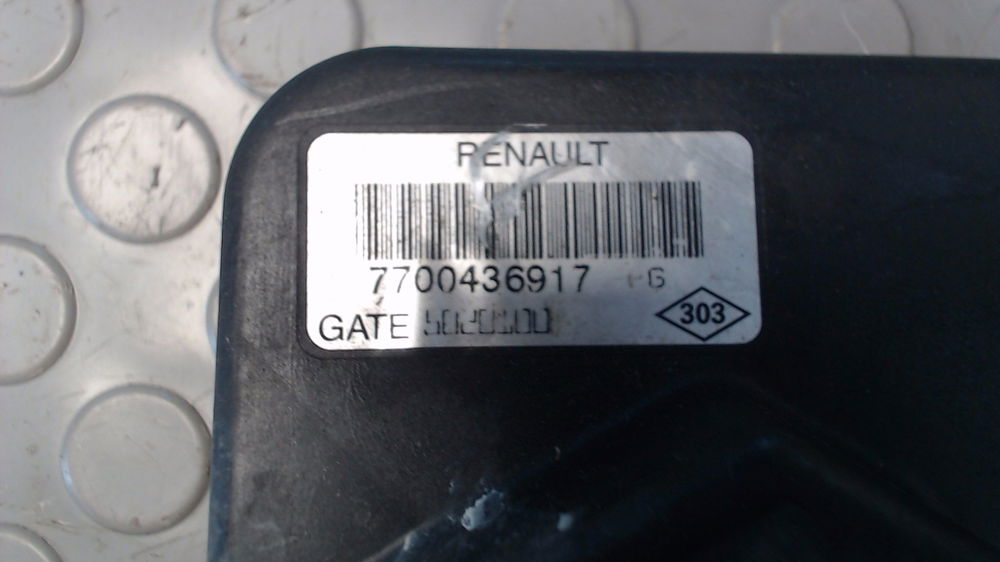 RENAULT
7700436917 G
GATE
303